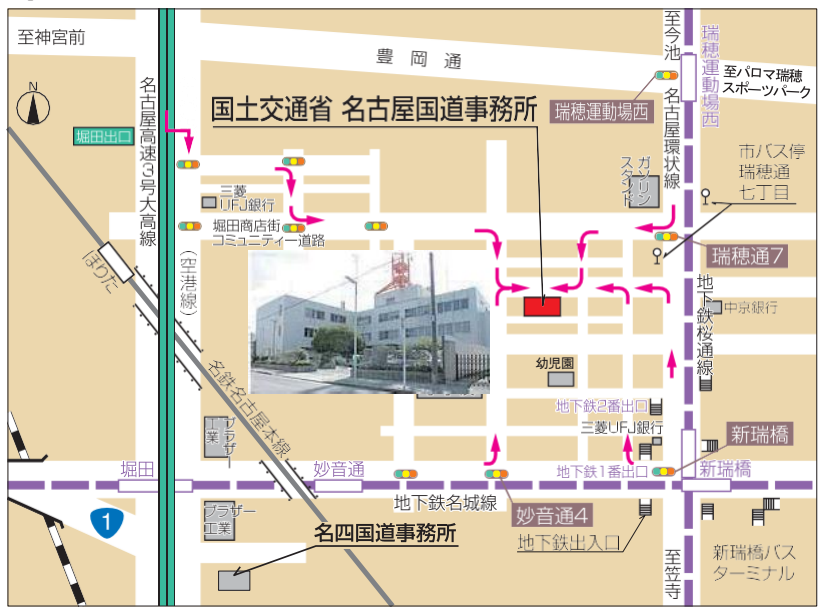 至神宮前
豊岡通
至今池
瑞穂運動場西
至パロマ瑞穂
スポーツパーク
N
名古屋高速3号大高線
(空港線)
国土交通省 名古屋国道事務所
瑞穂運動場西
名古屋環状線
堀田出口
市バス停
瑞穂通
七丁目
ガソリン
スタンド
三菱
UFJ銀行
堀田商店街
コミュニティー道路
瑞穂通7
ほりた
地下鉄桜通線
中京銀行
幼児園
名鉄名古屋本線
地下鉄2番出口
三菱UFJ銀行
新瑞橋
ブラザー
工業
堀田
妙音通
地下鉄1番出口
新瑞橋
地下鉄名城線
1
ブラザー
工業
妙音通4
名四国道事務所
地下鉄出入口
至笠寺
新瑞橋バス
ターミナル